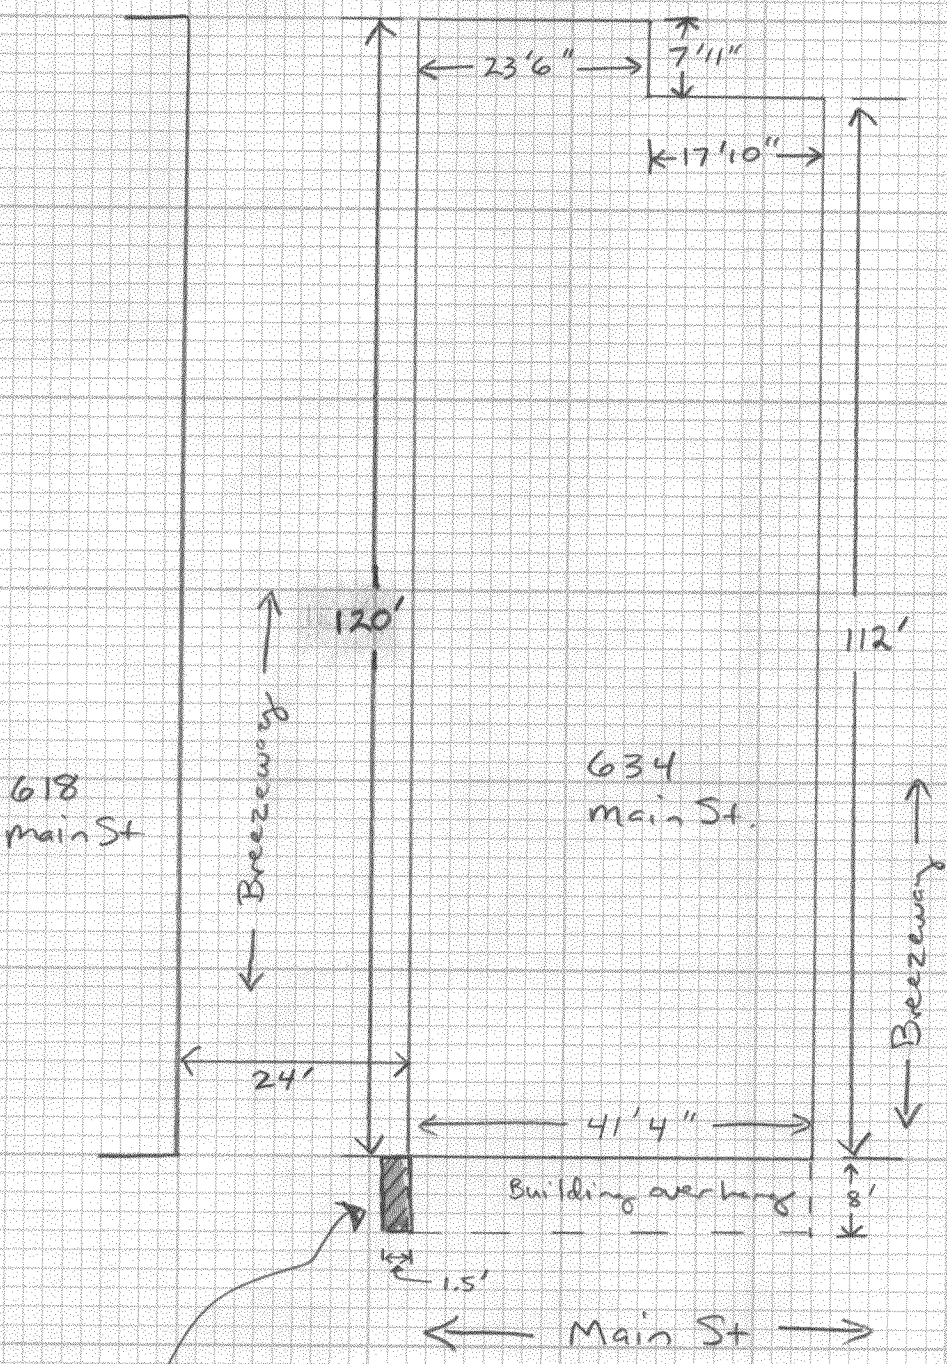 23'6"
7'11"
17'10"
120'
112'
618
main St
634
main St.
Breezeway
Breezeway
24'
41' 4"
Building overhang
8'
1.5'
Main St